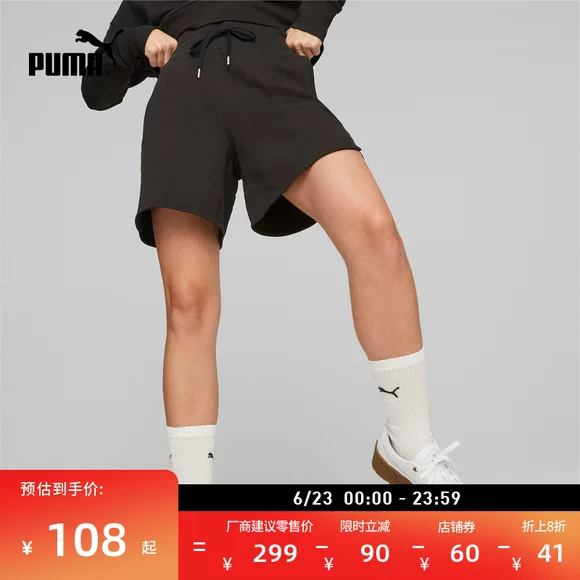 PUMA
6/23 00:00 - 23:59
预估到手价:
¥ 108 起
=
厂商建议零售价 限时立减 店铺券 折上8折
¥ 299 - ¥ 90 - ¥ 60 - ¥ 41